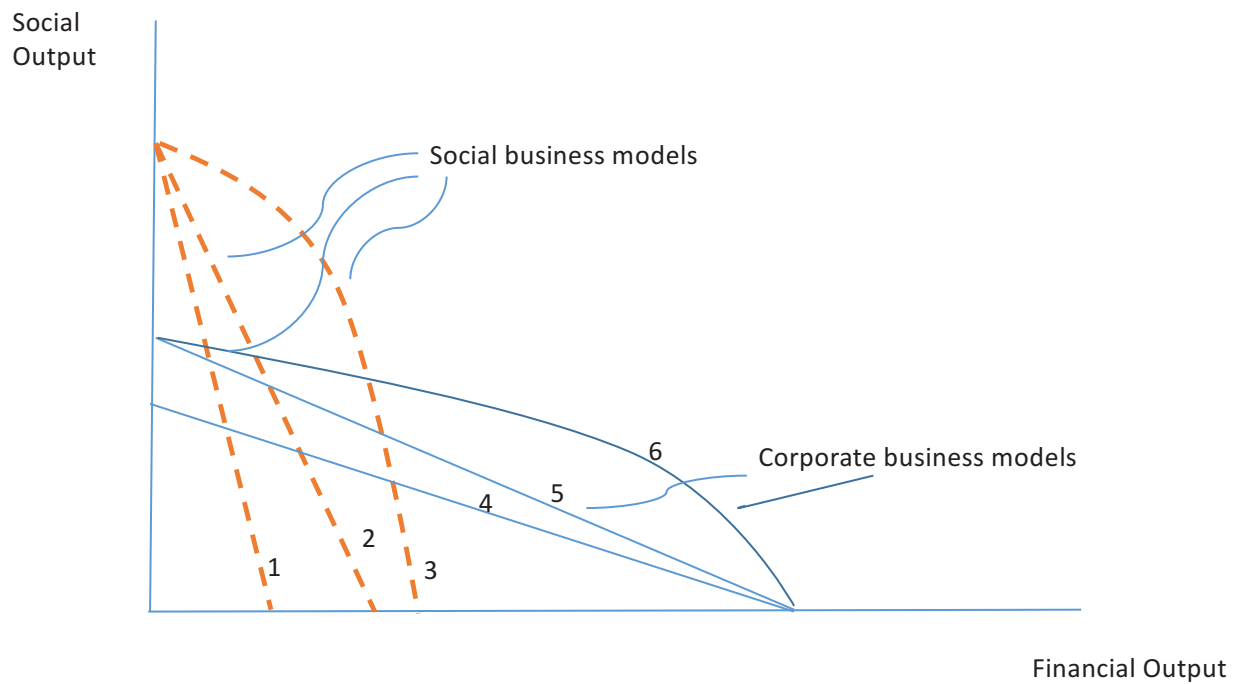 Social
Output
Social business models
6
Corporate business models
5
4
2
1
3
Financial Output